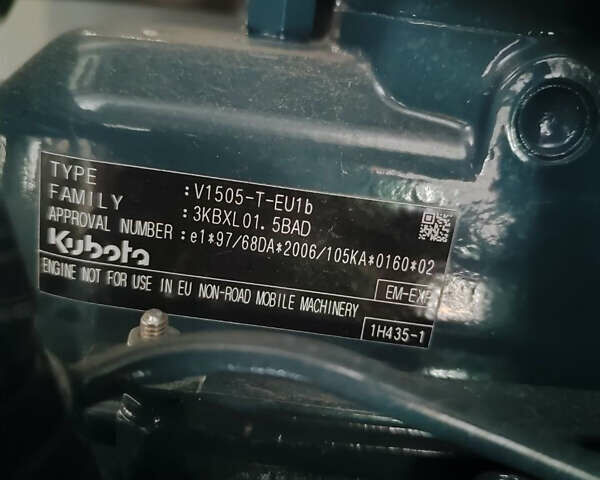 TYPE : V1505-T-EU1b
FAMILY : 3KBXL01.5BAD
APPROVAL NUMBER : e1*97/68DA*2006/105KA*0160*02
Kubota
EM-EXP
ENGINE NOT FOR USE IN EU NON-ROAD MOBILE MACHINERY
1H435-1